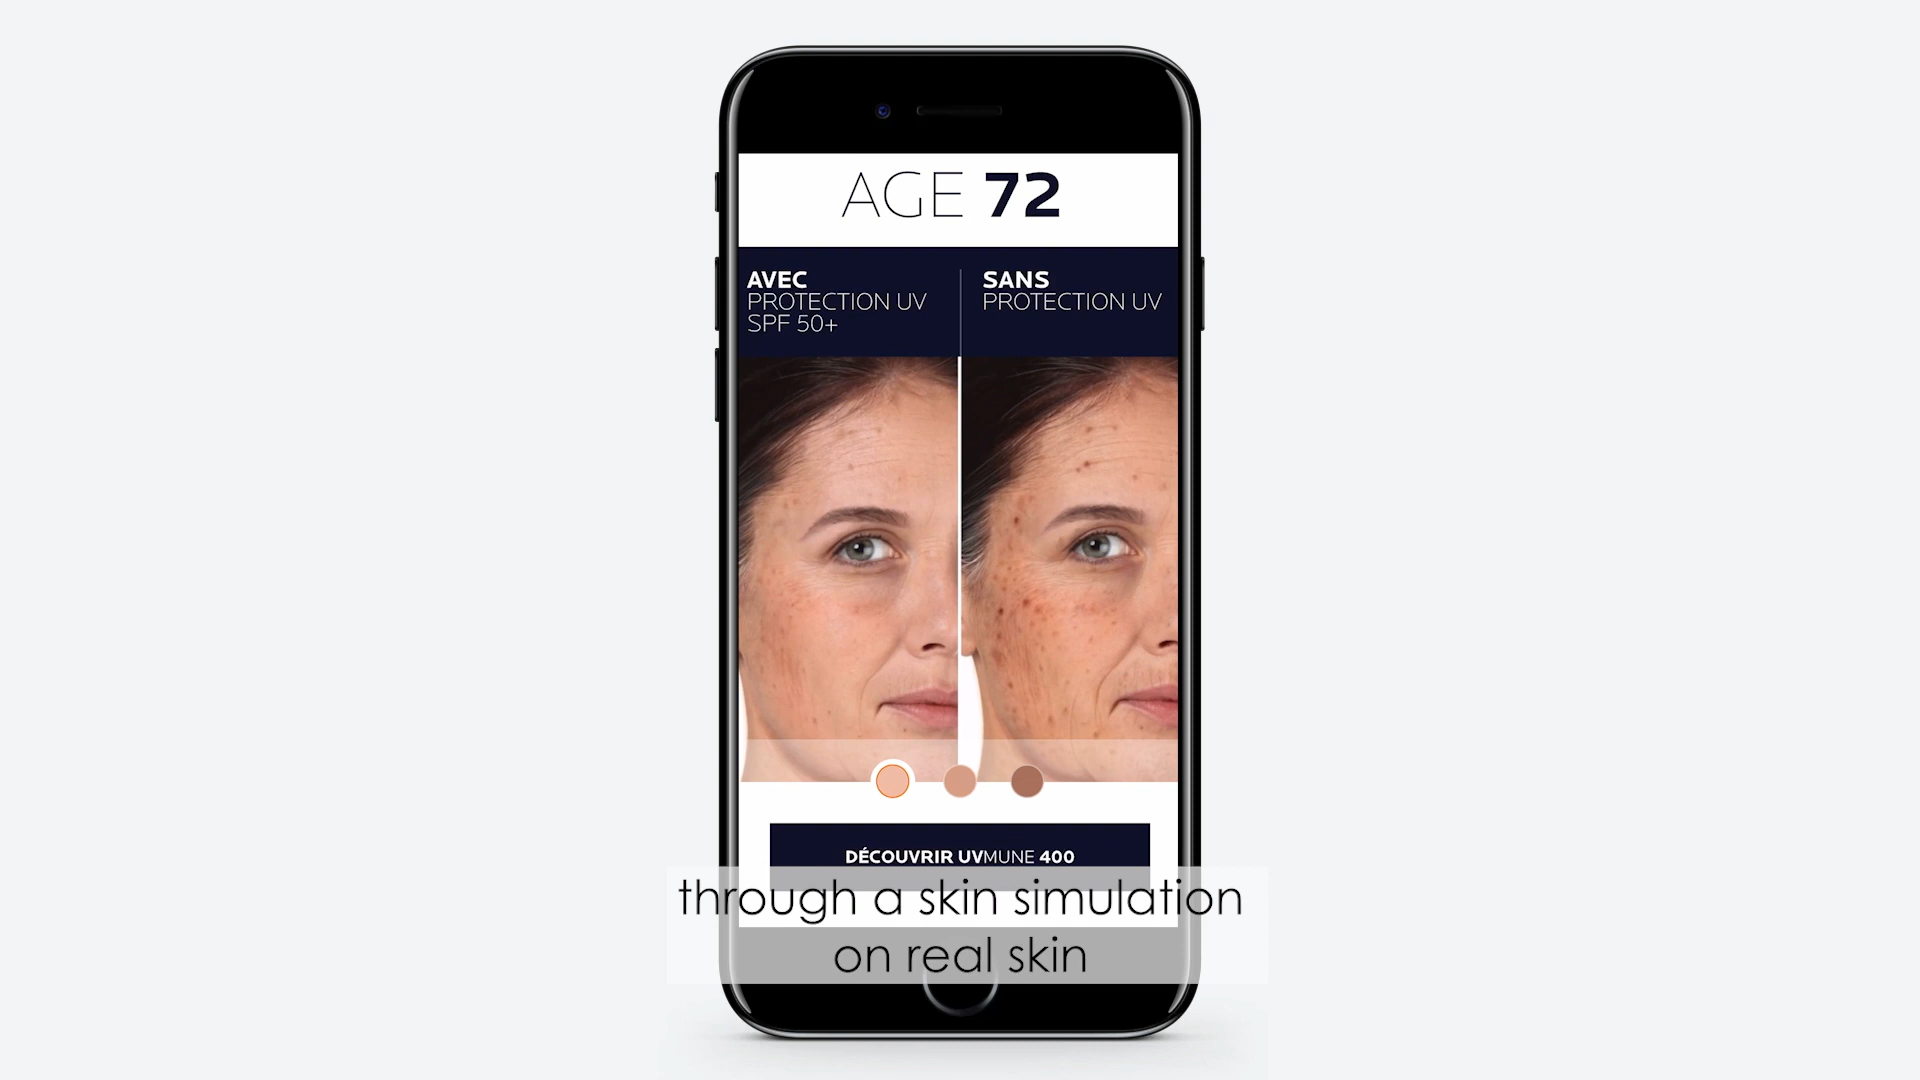 AGE 72
AVEC
PROTECTION UV
SPF 50+
SANS
PROTECTION UV
DÉCOUVRIR UVMUNE 400
through a skin simulation
on real skin